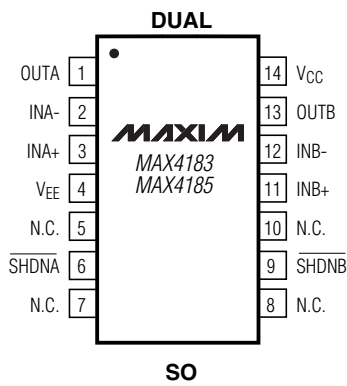 DUAL
OUTA 1
INA- 2
INA+ 3
VEE 4
N.C. 5
SHDNA 6
N.C. 7
MAXIM
MAX4183
MAX4185
14 VCC
13 OUTB
12 INB-
11 INB+
10 N.C.
9 SHDNB
8 N.C.
SO